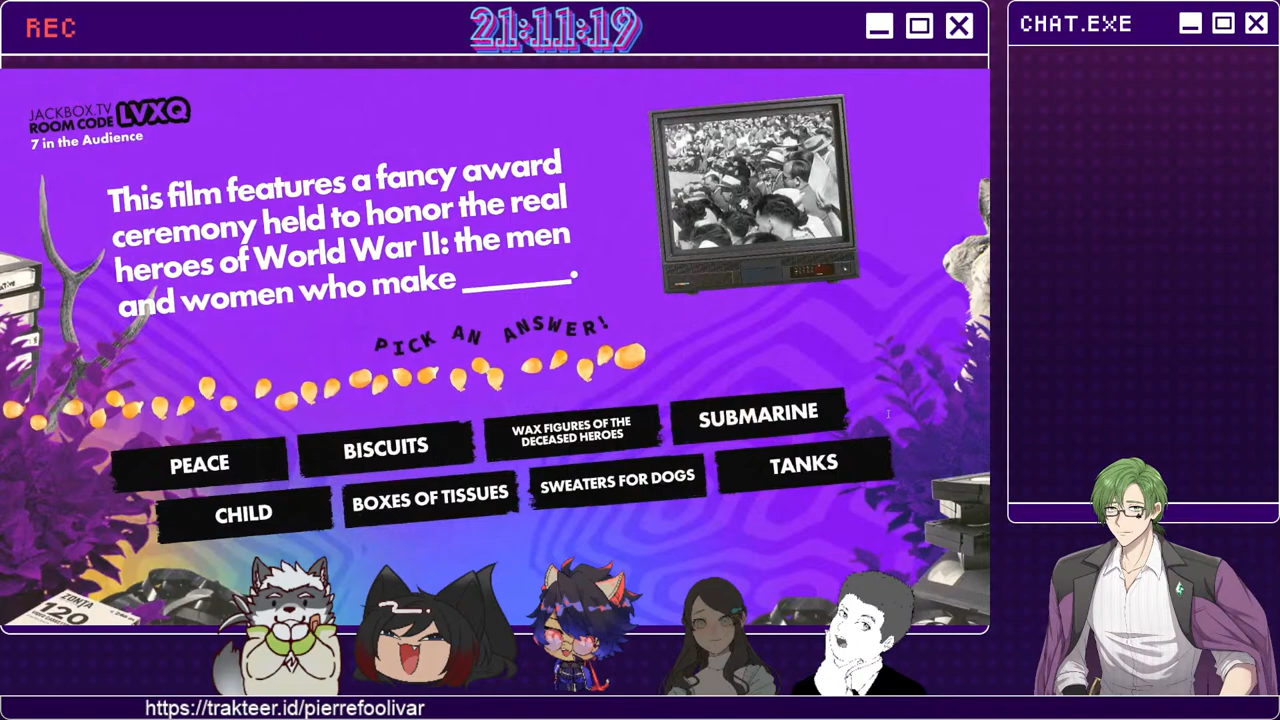 REC
21:11:19
CHAT.EXE
JACKBOX.TV
ROOM CODE LVXQ
7 in the Audience
This film features a fancy award
ceremony held to honor the real
heroes of World War II: the men
and women who make ______.
PICK AN ANSWER!
PEACE
BISCUITS
WAX FIGURES OF THE
DECEASED HEROES
SUBMARINE
CHILD
BOXES OF TISSUES
SWEATERS FOR DOGS
TANKS
ZONTA
120
https://trakteer.id/pierrefoolivar